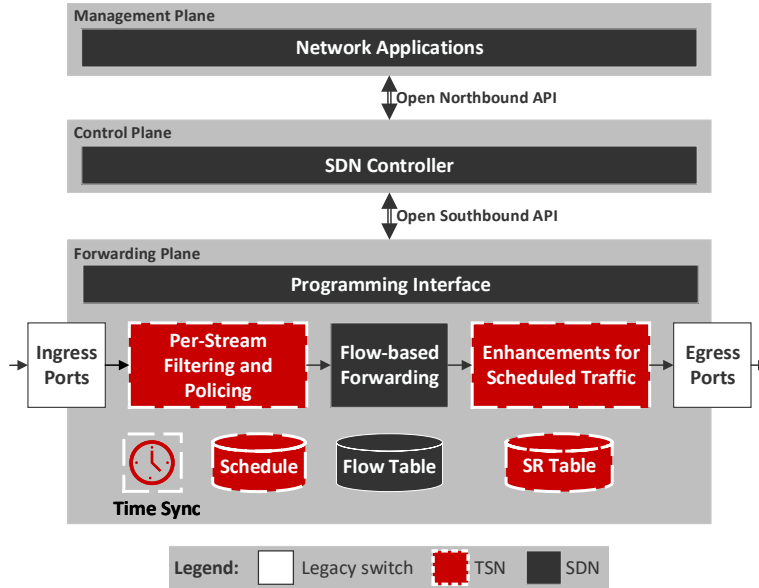 Management Plane
Network Applications
Open Northbound API
Control Plane
SDN Controller
Open Southbound API
Forwarding Plane
Programming Interface
Ingress
Ports
Per-Stream
Filtering and
Policing
Flow-based
Forwarding
Enhancements for
Scheduled Traffic
Egress
Ports
Time Sync
Schedule
Flow Table
SR Table
Legend:
Legacy switch
TSN
SDN